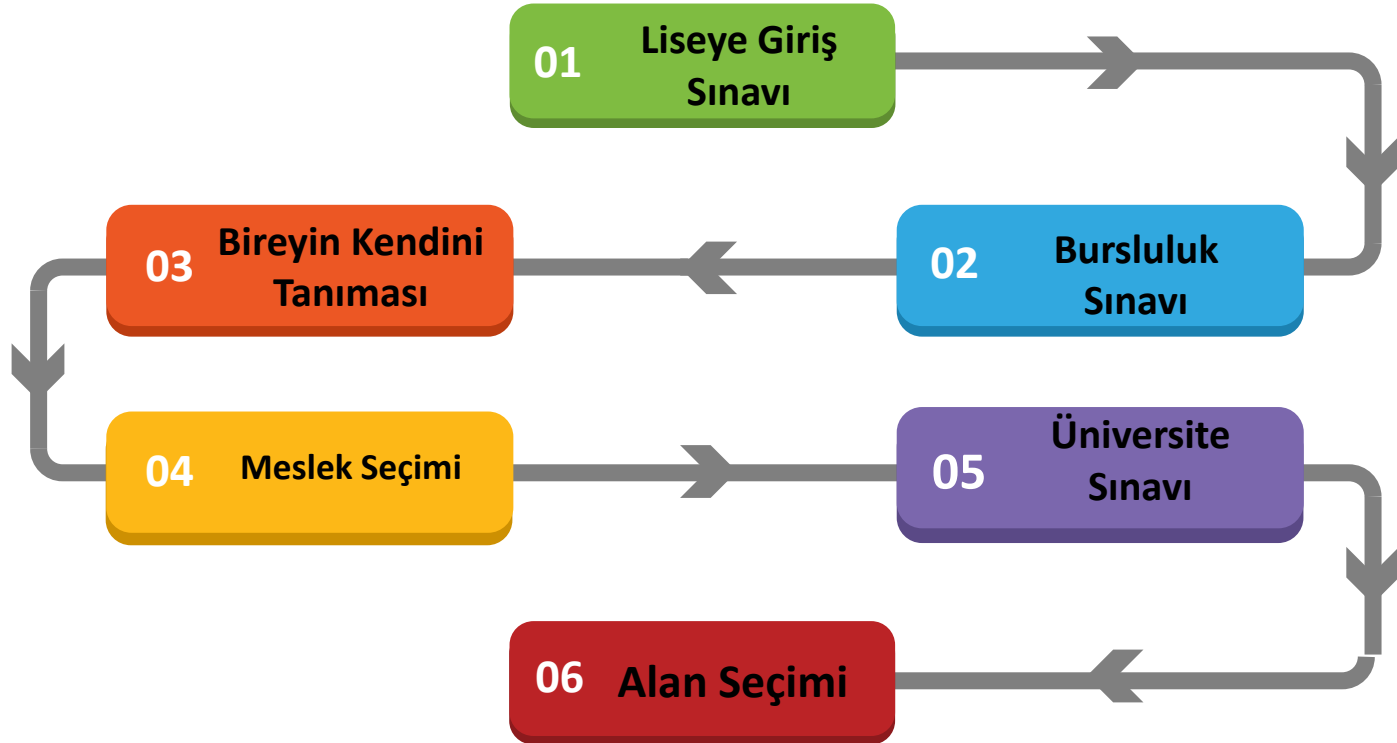 01
Liseye Giriş
Sınavı
02
Bursluluk
Sınavı
03
Bireyin Kendini
Tanıması
04
Meslek Seçimi
05
Üniversite
Sınavı
06
Alan Seçimi